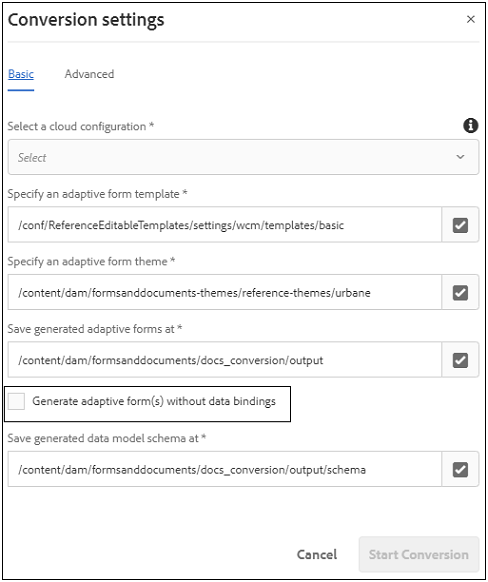 Conversion settings
Basic Advanced
Select a cloud configuration *
Select
Specify an adaptive form template *
/conf/ReferenceEditableTemplates/settings/wcm/templates/basic
Specify an adaptive form theme *
/content/dam/formsanddocuments-themes/reference-themes/urbane
Save generated adaptive forms at *
/content/dam/formsanddocuments/docs_conversion/output
Generate adaptive form(s) without data bindings
Save generated data model schema at *
/content/dam/formsanddocuments/docs_conversion/output/schema
Cancel Start Conversion